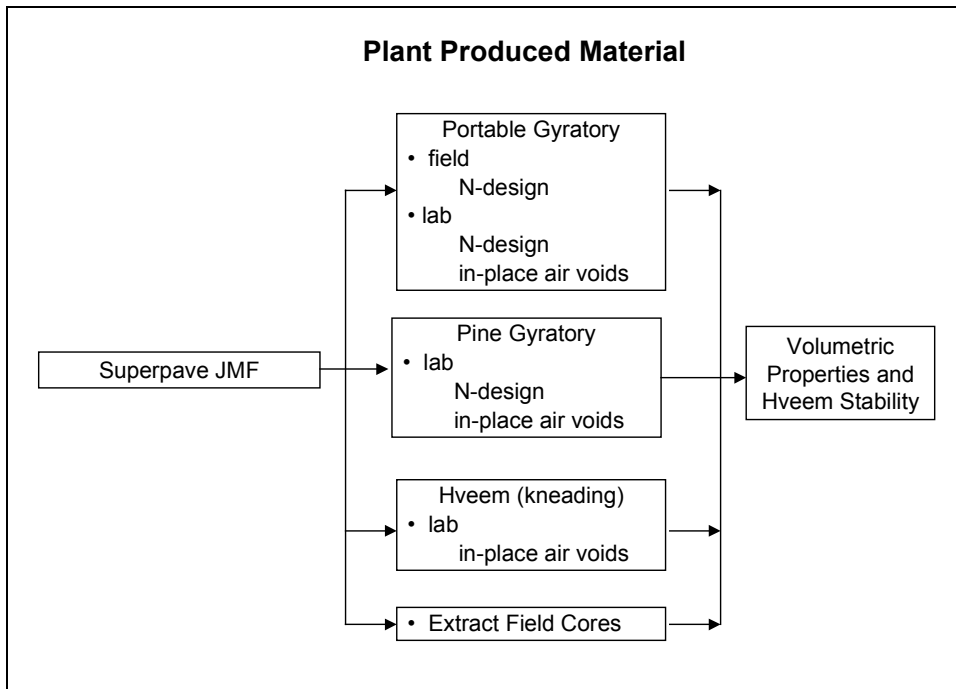 Plant Produced Material
Portable Gyratory
• field
N-design
• lab
N-design
in-place air voids
Superpave JMF
Pine Gyratory
• lab
N-design
in-place air voids
Volumetric
Properties and
Hveem Stability
Hveem (kneading)
• lab
in-place air voids
• Extract Field Cores